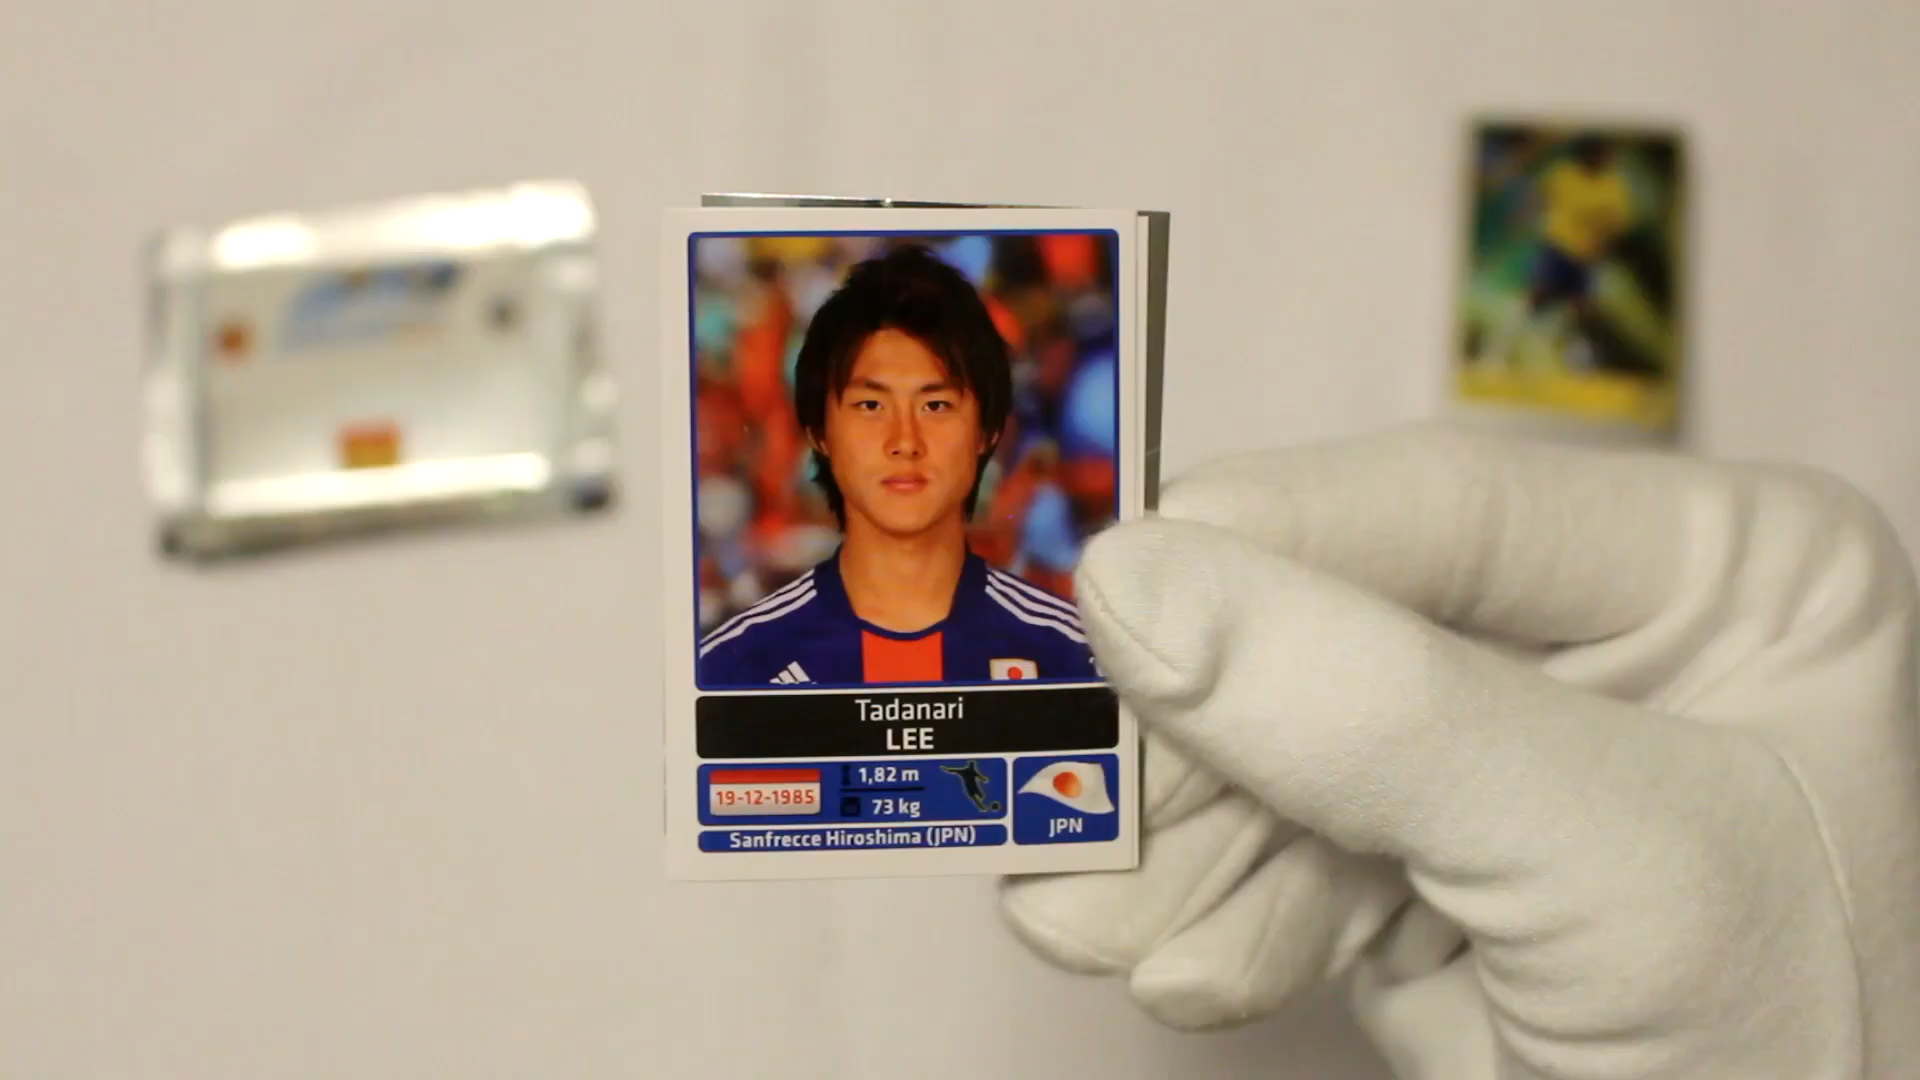 Tadanari
LEE
19-12-1985
1,82 m
73 kg
JPN
Sanfrecce Hiroshima (JPN)